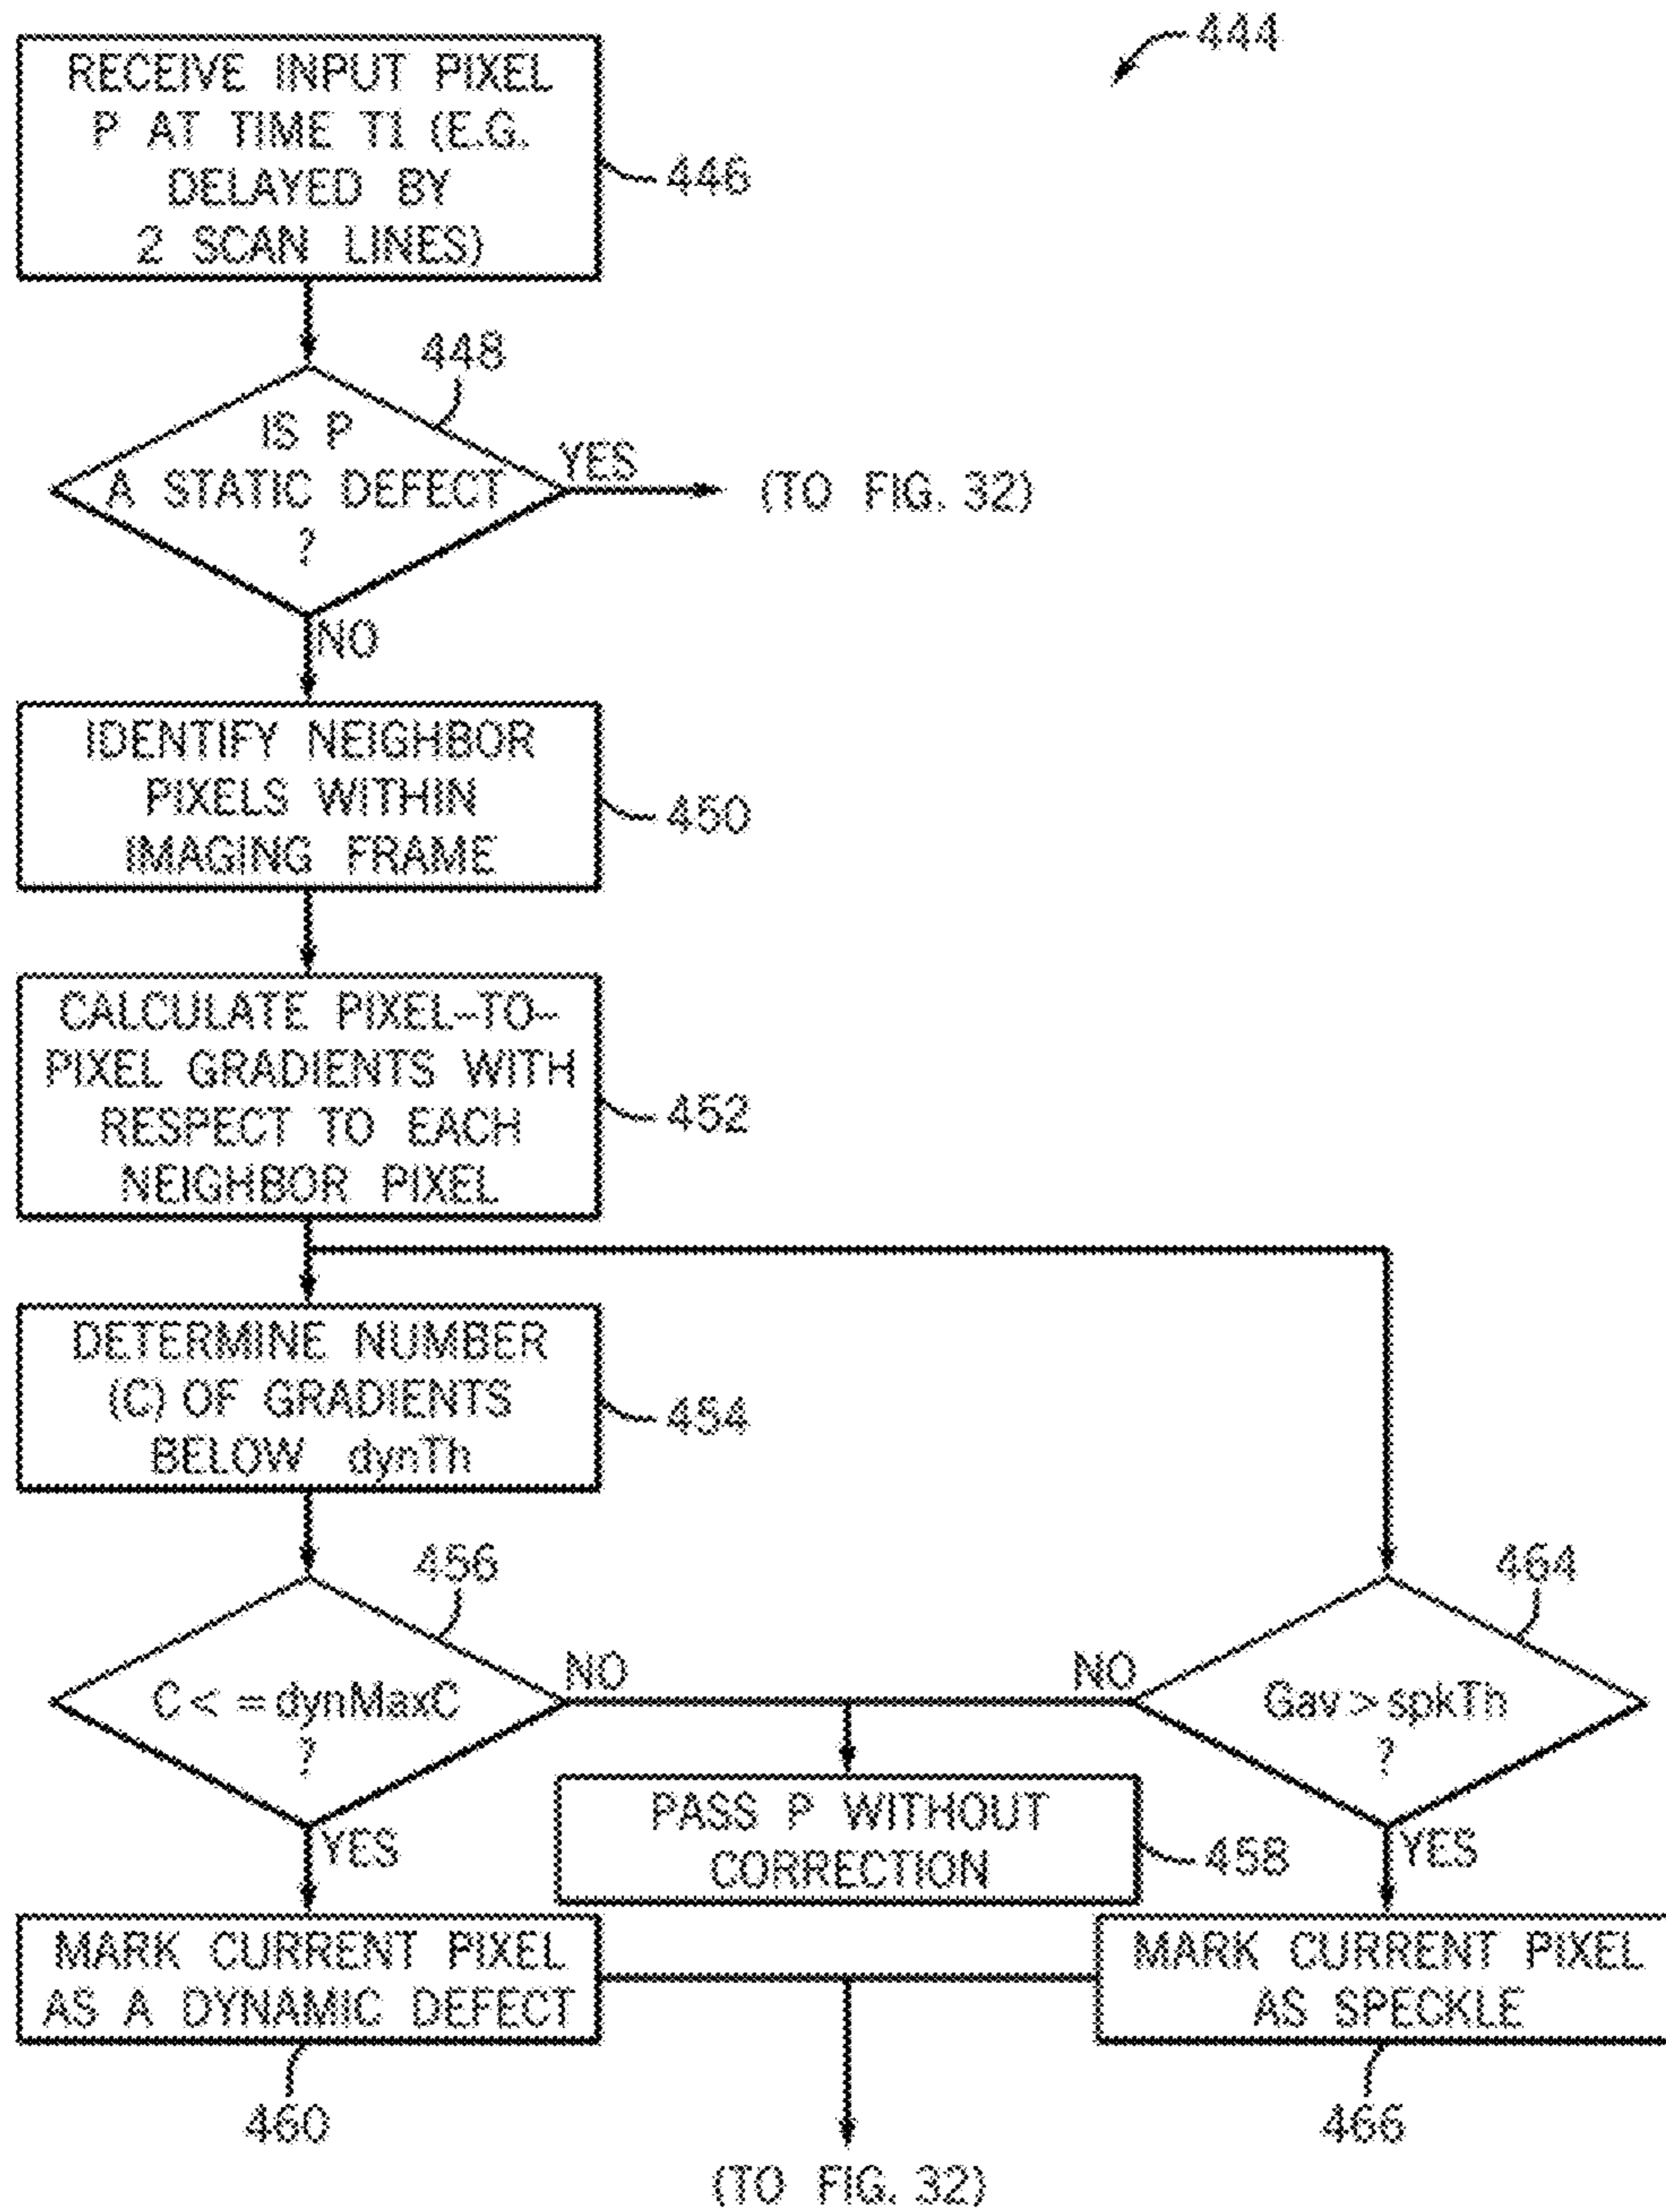 444
RECEIVE INPUT PIXEL
P AT TIME T1 (E.G.
DELAYED BY
2 SCAN LINES)
446
448
IS P
A STATIC DEFECT
?
YES
(TO FIG. 32)
NO
IDENTIFY NEIGHBOR
PIXELS WITHIN
IMAGING FRAME
450
CALCULATE PIXEL-TO-
PIXEL GRADIENTS WITH
RESPECT TO EACH
NEIGHBOR PIXEL
452
DETERMINE NUMBER
(C) OF GRADIENTS
BELOW dynTh
454
456
C < = dynMaxC
?
NO
YES
464
Gav > spkTh
?
NO
YES
PASS P WITHOUT
CORRECTION
458
MARK CURRENT PIXEL
AS A DYNAMIC DEFECT
460
MARK CURRENT PIXEL
AS SPECKLE
466
(TO FIG. 32)